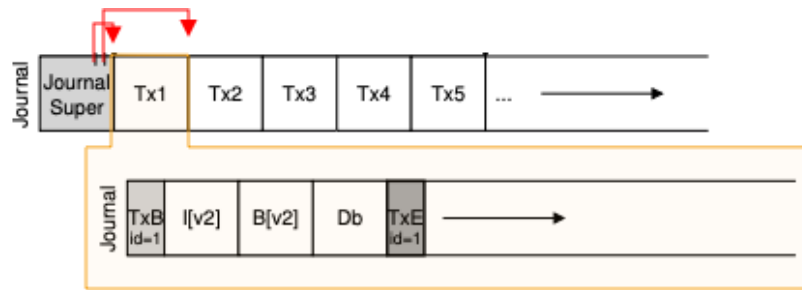 Journal
Journal Super
Tx1
Tx2
Tx3
Tx4
Tx5
...
Journal
TxB
id=1
I[v2]
B[v2]
Db
TxE
id=1